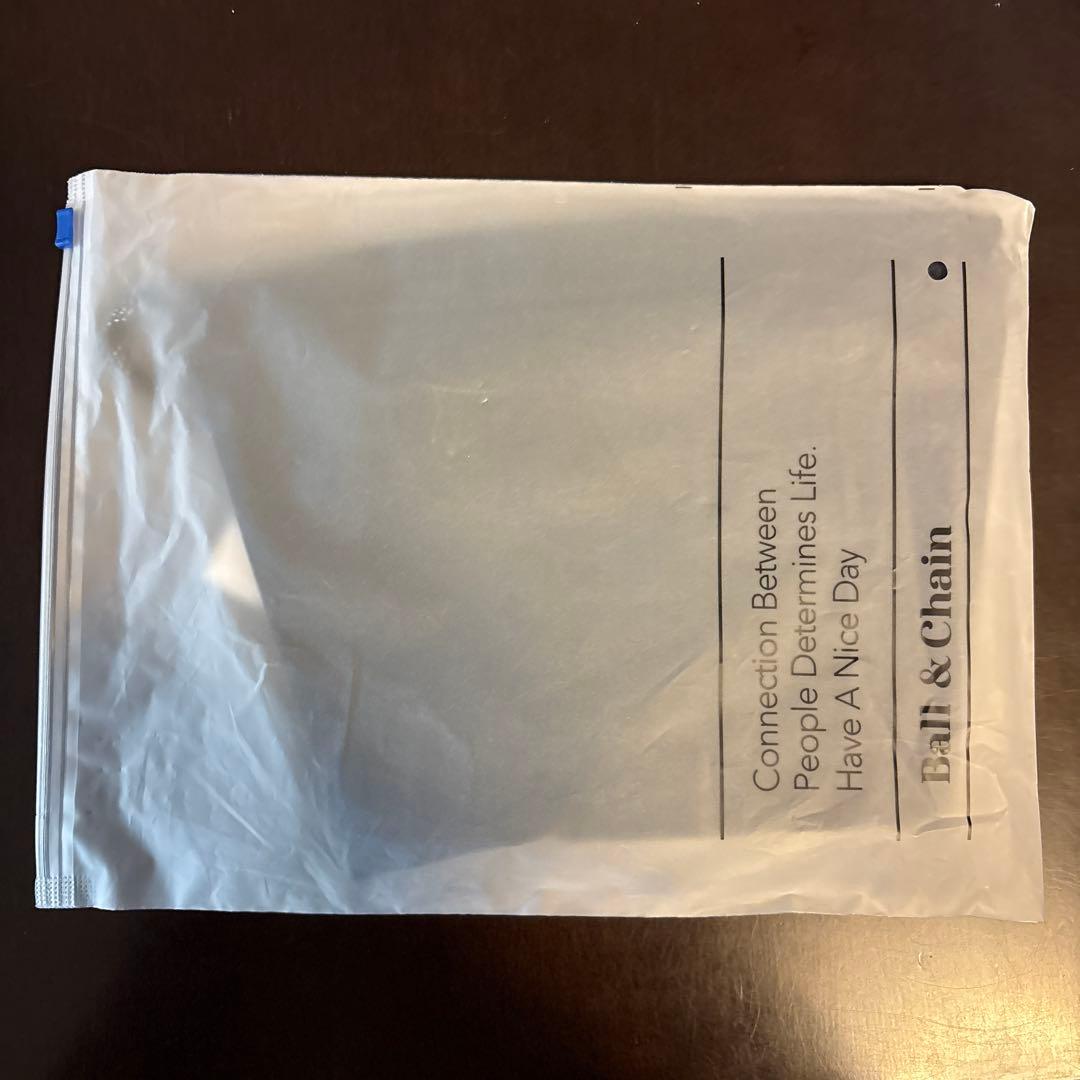 Connection Between
People Determines Life.
Have A Nice Day
Ball & Chain